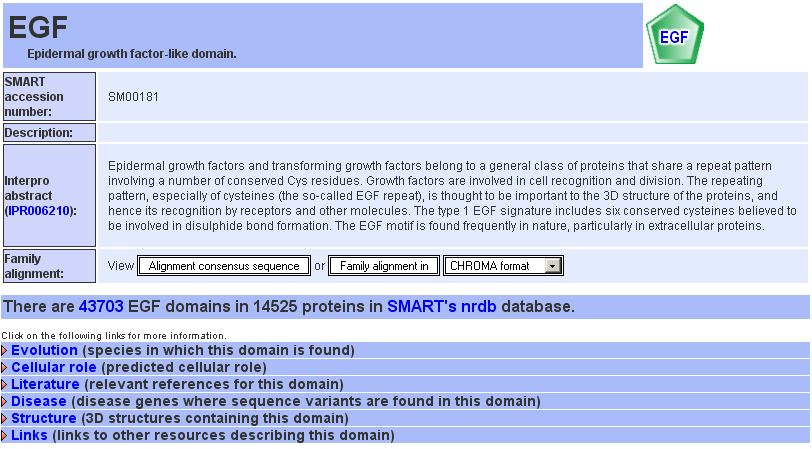 EGF
Epidermal growth factor-like domain.
EGF
SMART
accession
number:
SM00181
Description:
Interpro
abstract
(IPR006210):
Epidermal growth factors and transforming growth factors belong to a general class of proteins that share a repeat pattern
involving a number of conserved Cys residues. Growth factors are involved in cell recognition and division. The repeating
pattern, especially of cysteines (the so-called EGF repeat), is thought to be important to the 3D structure of the proteins, and
hence its recognition by receptors and other molecules. The type 1 EGF signature includes six conserved cysteines believed to
be involved in disulphide bond formation. The EGF motif is found frequently in nature, particularly in extracellular proteins.
Family
alignment:
View Alignment consensus sequence or Family alignment in CHROMA format
There are 43703 EGF domains in 14525 proteins in SMART's nrdb database.
Click on the following links for more information.
Evolution (species in which this domain is found)
Cellular role (predicted cellular role)
Literature (relevant references for this domain)
Disease (disease genes where sequence variants are found in this domain)
Structure (3D structures containing this domain)
Links (links to other resources describing this domain)